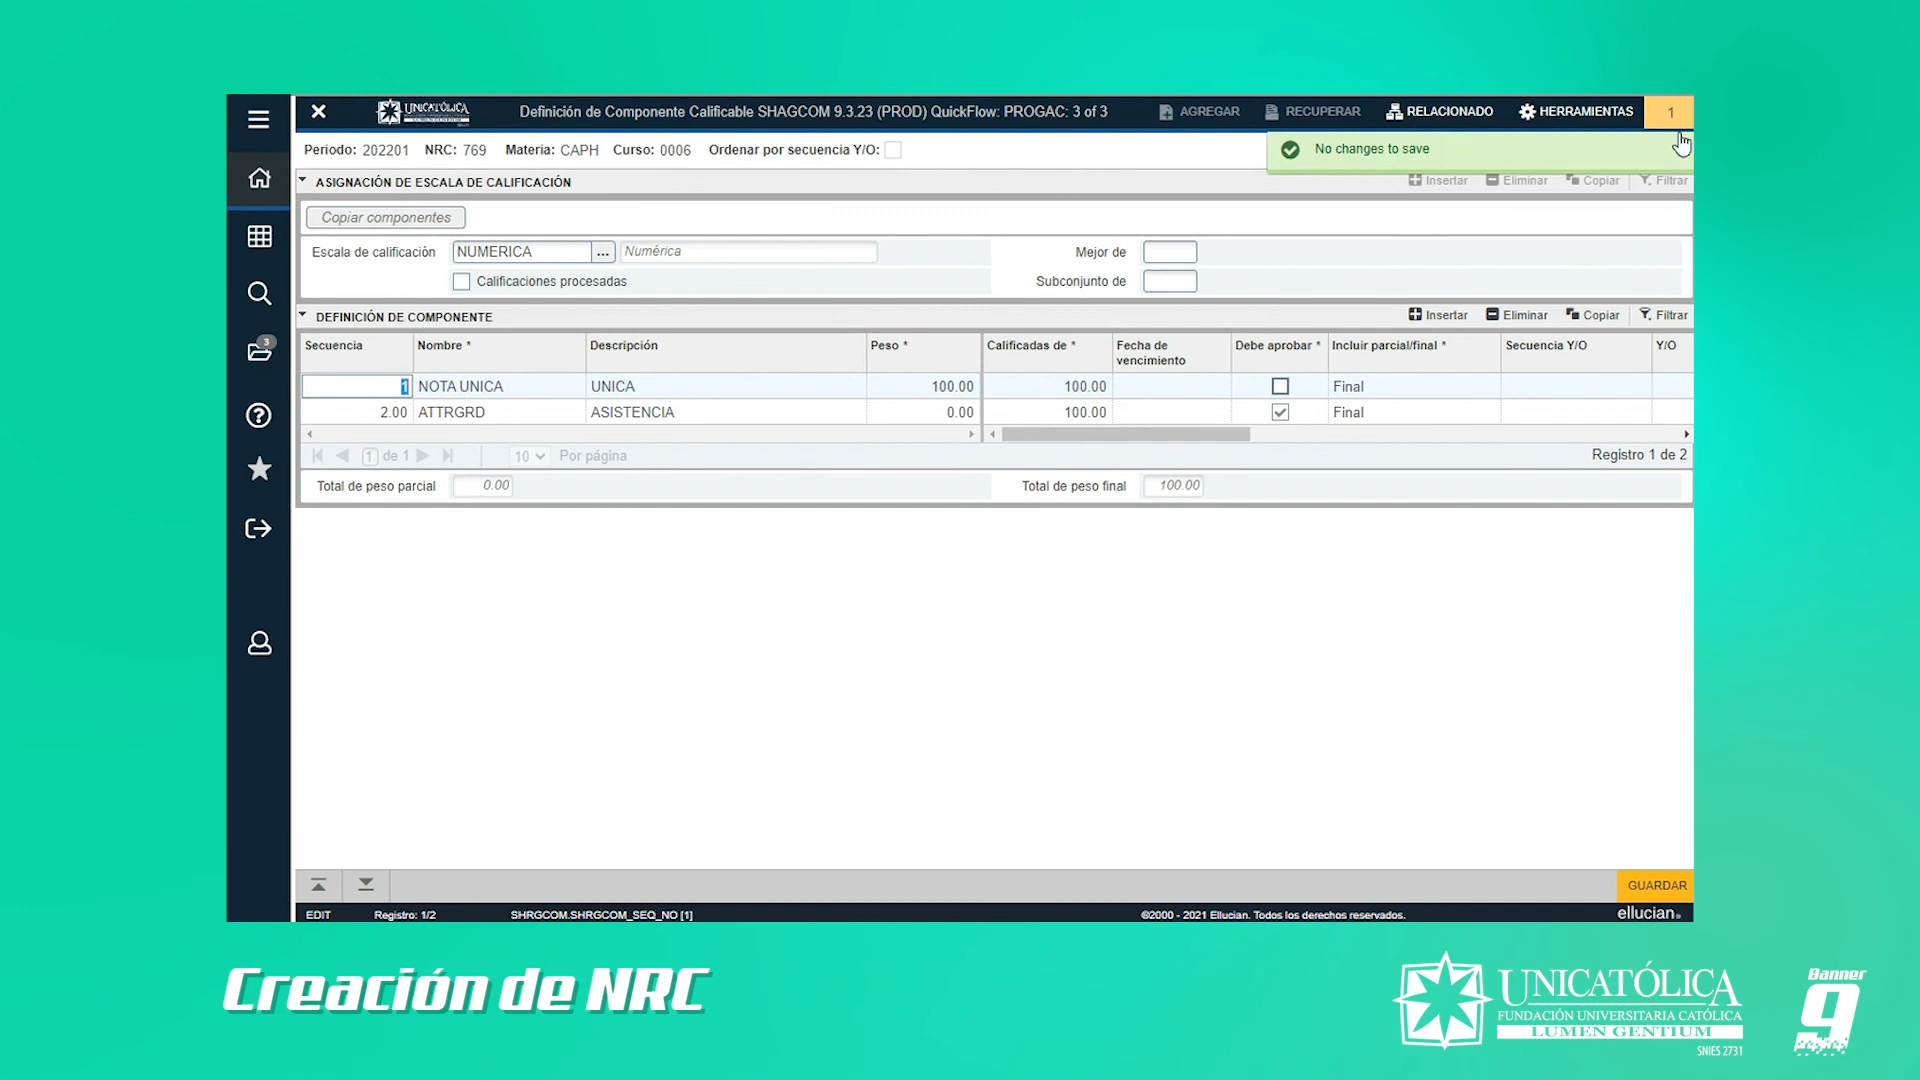 UNICATÓLICA
Definición de Componente Calificable SHAGCOM 9.3.23 (PROD) QuickFlow: PROGAC: 3 of 3
AGREGAR
RECUPERAR
RELACIONADO
HERRAMIENTAS
1
Periodo: 202201 NRC: 769 Materia: CAPH Curso: 0006 Ordenar por secuencia Y/O:
No changes to save
ASIGNACIÓN DE ESCALA DE CALIFICACIÓN
Insertar Eliminar Copiar Filtrar
Copiar componentes
Escala de calificación NUMERICA ... Numérica Mejor de
Calificaciones procesadas Subconjunto de
DEFINICIÓN DE COMPONENTE
Insertar Eliminar Copiar Filtrar
Secuencia Nombre * Descripción Peso * Calificadas de * Fecha de vencimiento Debe aprobar * Incluir parcial/final * Secuencia Y/O Y/O
1 NOTA UNICA UNICA 100.00 100.00 Final
2.00 ATTRGRD ASISTENCIA 0.00 100.00 Final
1 de 1 10 Por página Registro 1 de 2
Total de peso parcial 0.00 Total de peso final 100.00
3
GUARDAR
EDIT Registro: 1/2 SHRGCOM.SHRGCOM_SEQ_NO [1] ©2000 - 2021 Ellucian. Todos los derechos reservados. ellucian
Creación de NRC
UNICATÓLICA
FUNDACIÓN UNIVERSITARIA CATÓLICA
LUMEN GENTIUM
SNIES 2731
Banner
9